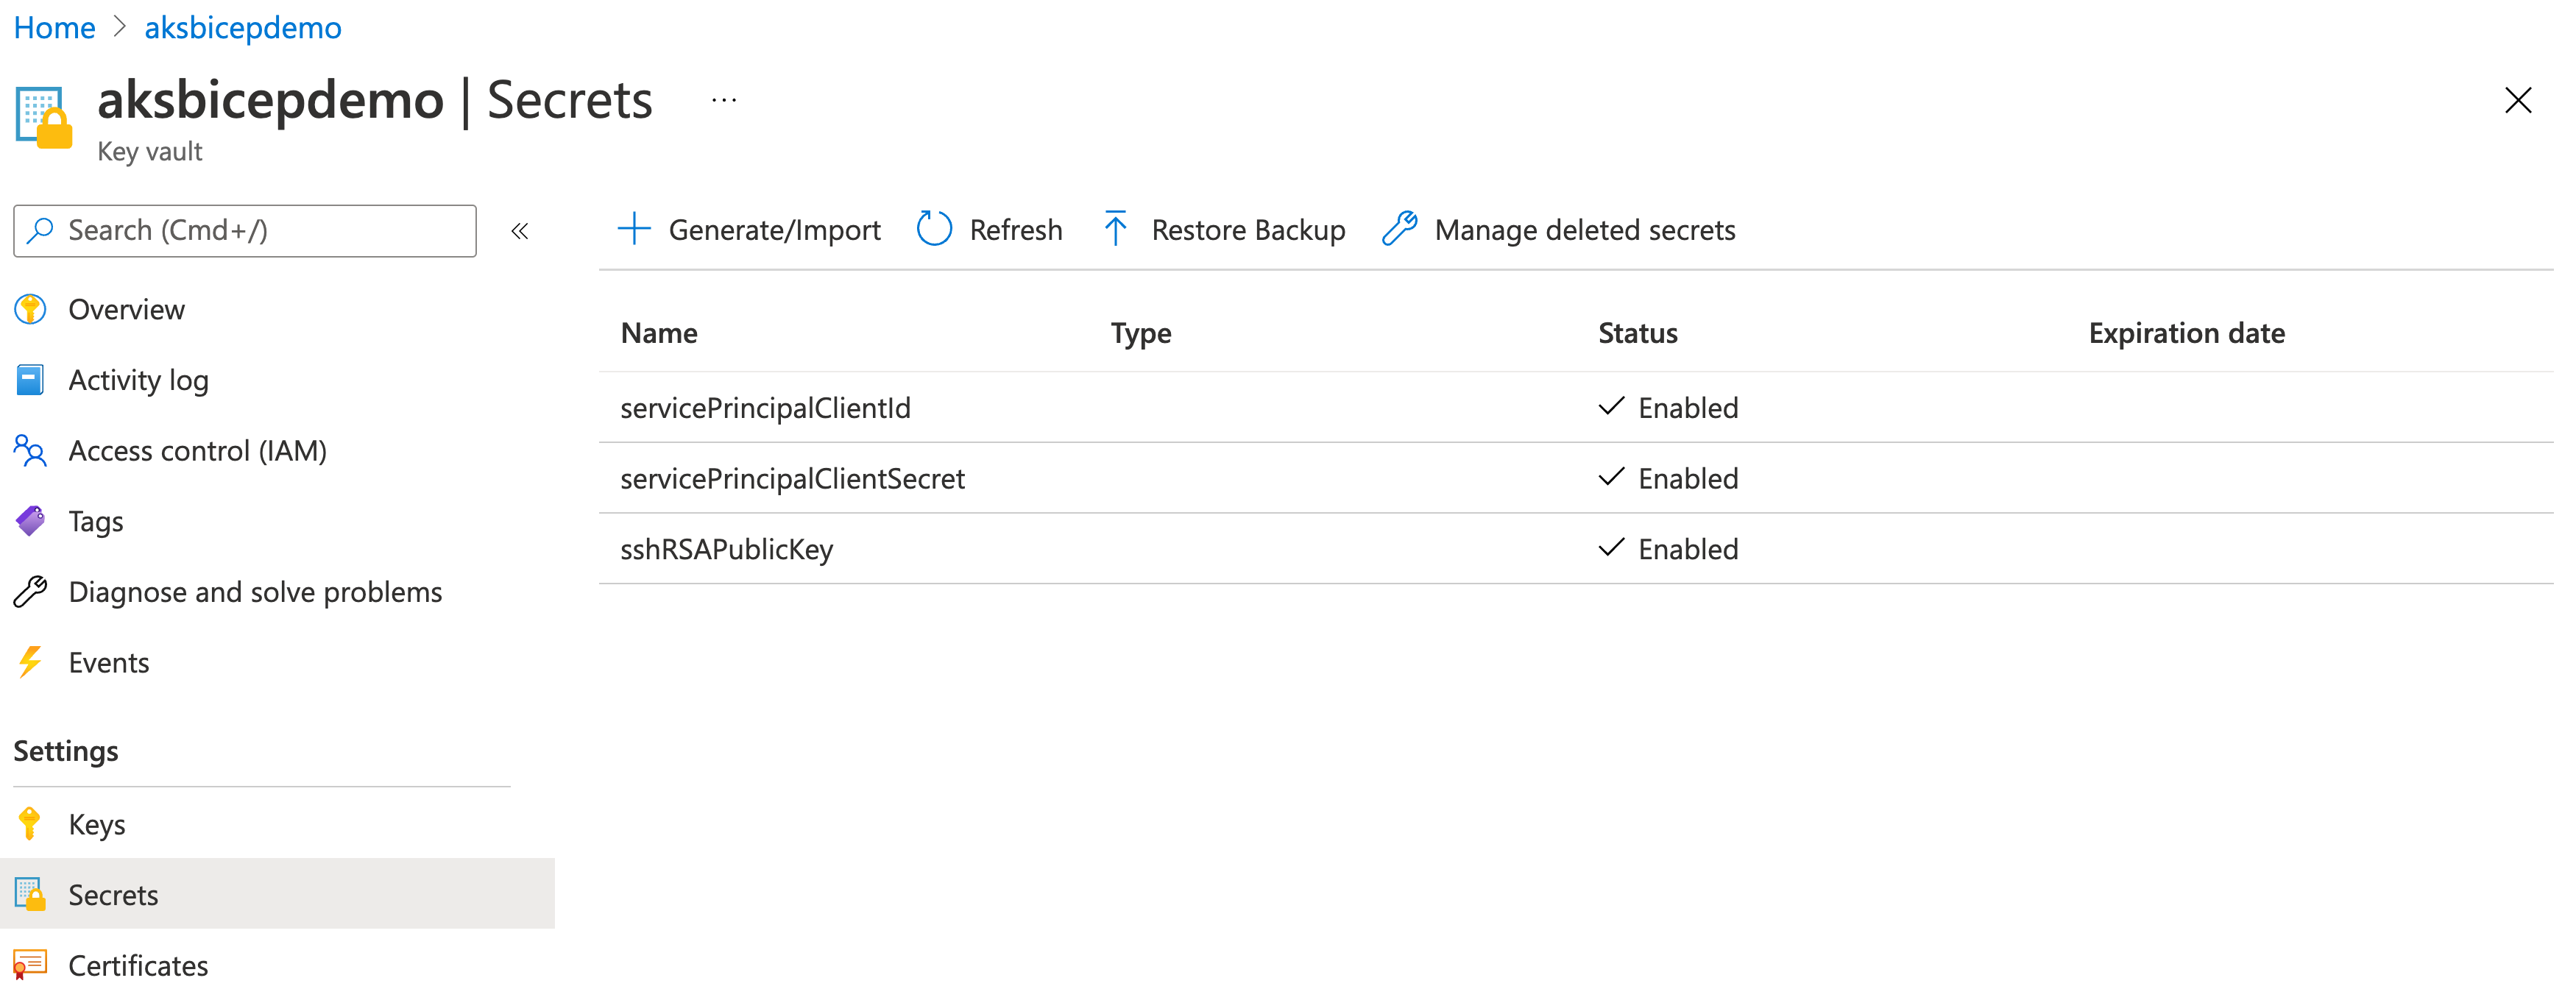 Home > aksbicepdemo
aksbicepdemo | Secrets ...
Key vault
Search (Cmd+/)
«
Generate/Import Refresh Restore Backup Manage deleted secrets
Overview
Activity log
Access control (IAM)
Tags
Diagnose and solve problems
Events
Settings
Keys
Secrets
Certificates
Name Type Status Expiration date
servicePrincipalClientId Enabled
servicePrincipalClientSecret Enabled
sshRSAPublicKey Enabled